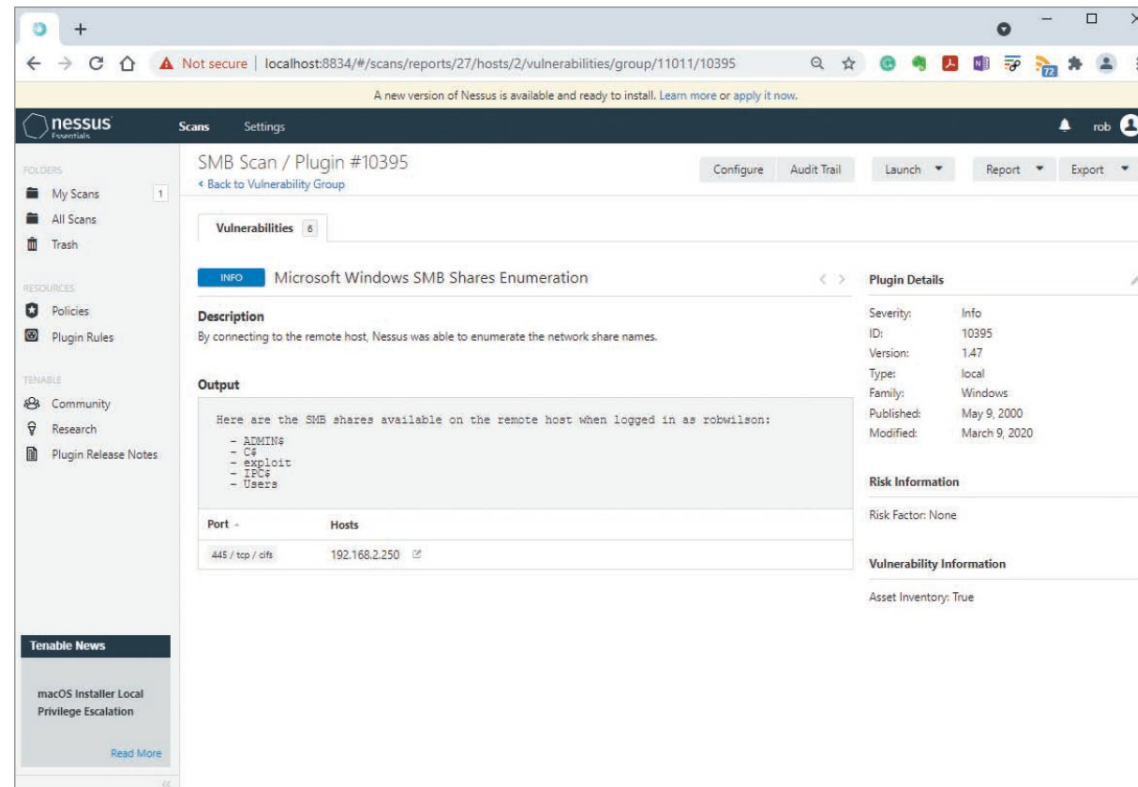 Not secure | localhost:8834/#/scans/reports/27/hosts/2/vulnerabilities/group/11011/10395
72
A new version of Nessus is available and ready to install. Learn more or apply it now.
nessus
Essentials
Scans Settings
rob
FOLDERS
My Scans 1
All Scans
Trash
RESOURCES
Policies
Plugin Rules
TENABLE
Community
Research
Plugin Release Notes
Tenable News
macOS Installer Local
Privilege Escalation
Read More
SMB Scan / Plugin #10395
< Back to Vulnerability Group
Configure Audit Trail Launch Report Export
Vulnerabilities 6
INFO Microsoft Windows SMB Shares Enumeration
Description
By connecting to the remote host, Nessus was able to enumerate the network share names.
Output
Here are the SMB shares available on the remote host when logged in as robwilson:
- ADMIN$
- C$
- exploit
- IPC$
- Users
Port Hosts
445 / tcp / cifs 192.168.2.250
Plugin Details
Severity: Info
ID: 10395
Version: 1.47
Type: local
Family: Windows
Published: May 9, 2000
Modified: March 9, 2020
Risk Information
Risk Factor: None
Vulnerability Information
Asset Inventory: True